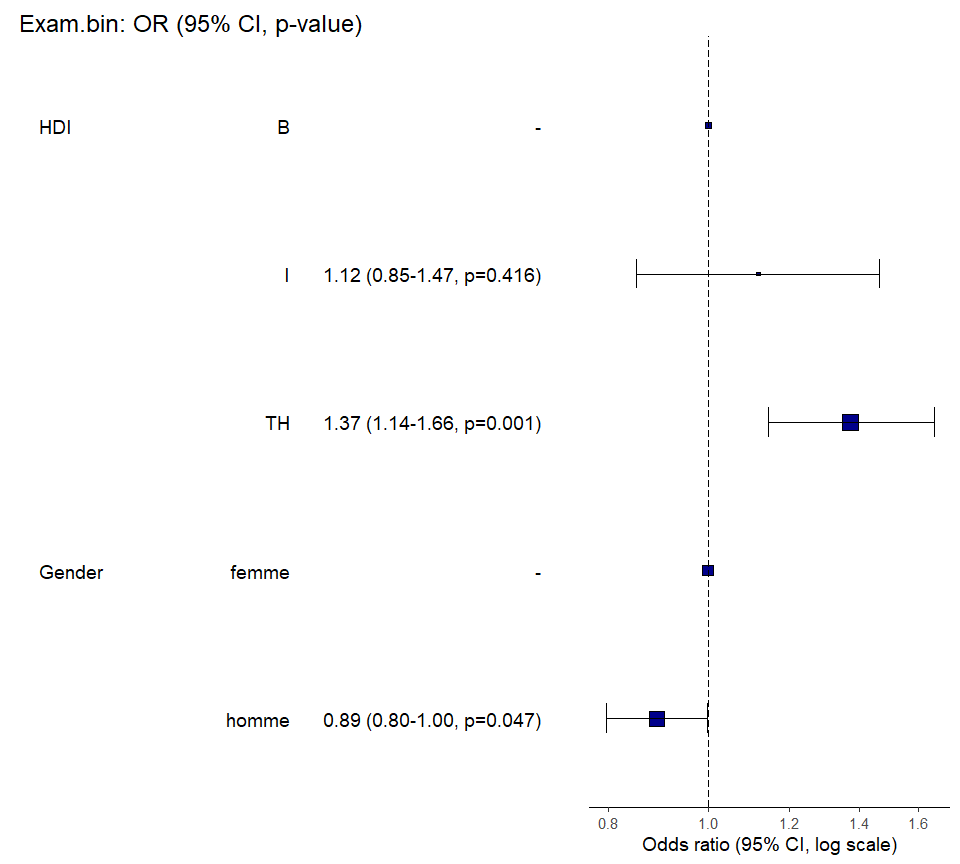 Exam.bin: OR (95% CI, p-value)
HDI B -
I 1.12 (0.85-1.47, p=0.416)
TH 1.37 (1.14-1.66, p=0.001)
Gender femme -
homme 0.89 (0.80-1.00, p=0.047)
0.8 1.0 1.2 1.4 1.6
Odds ratio (95% CI, log scale)